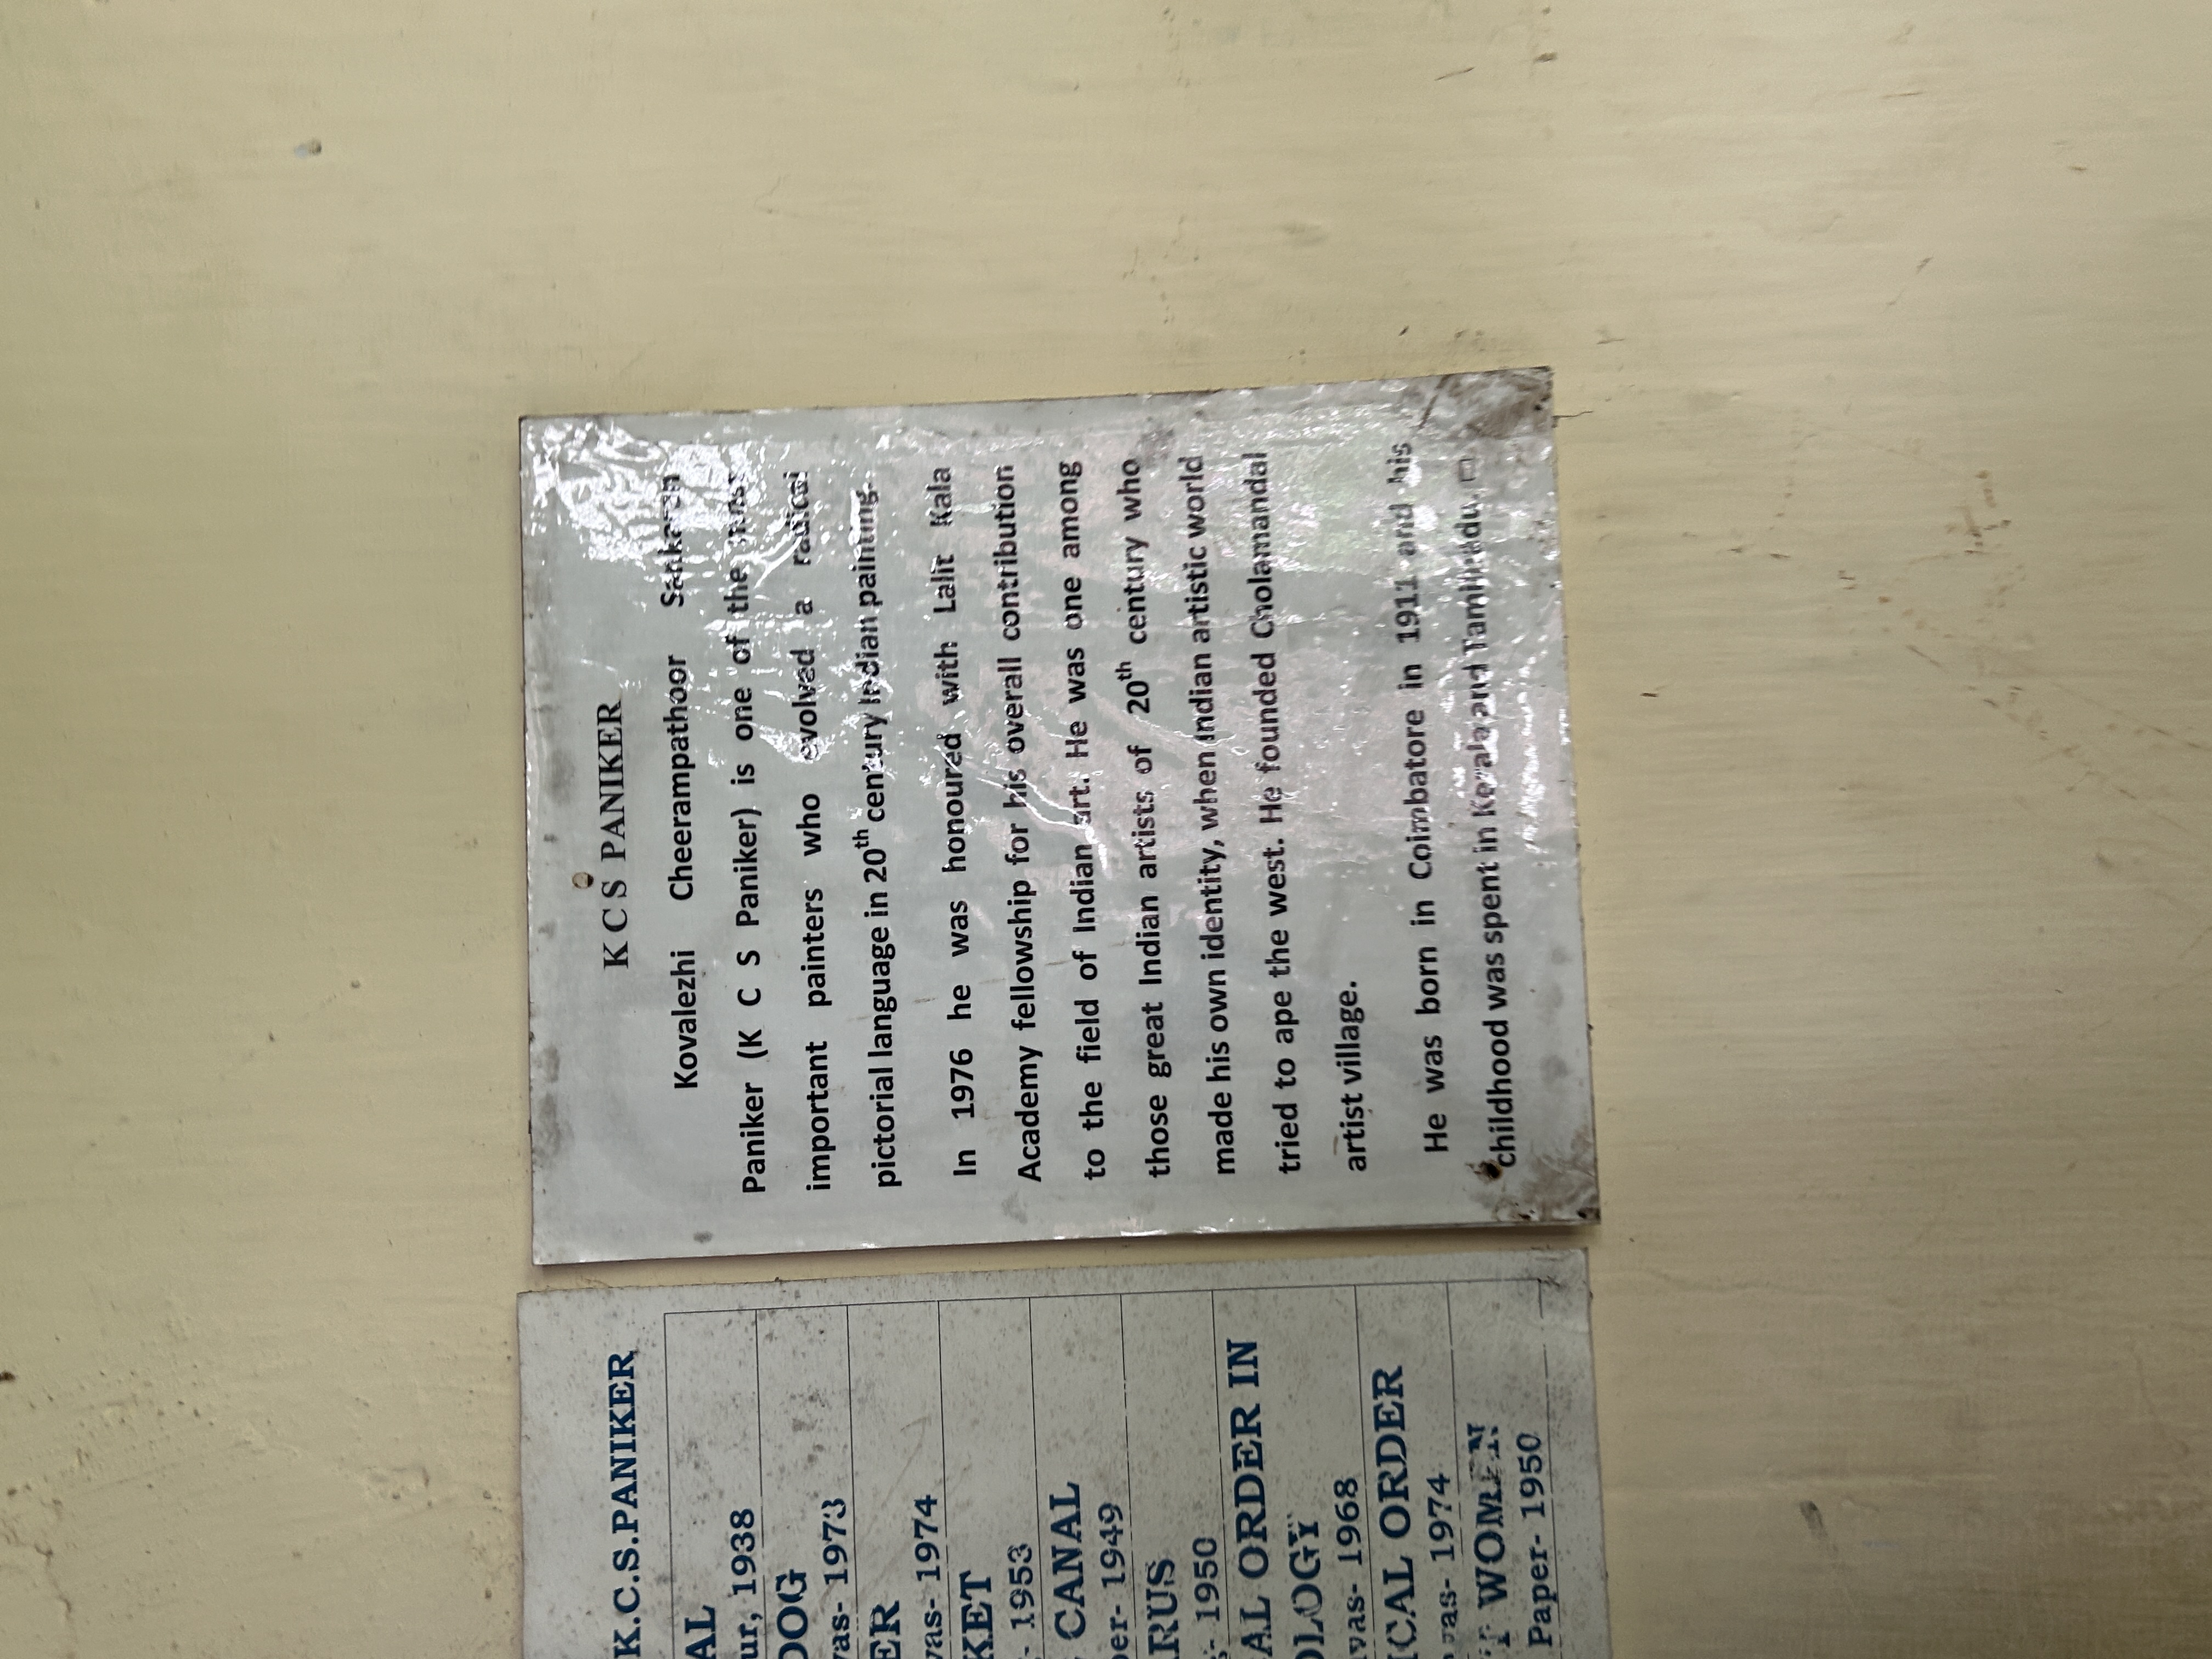 K.C.S.PANIKER
AL
ur, 1938
DOG
vas- 1973
ER
vas- 1974
KET
- 1953
CANAL
per- 1949
RUS
- 1950
AL ORDER IN
OLOGY
vas- 1968
ICAL ORDER
vas- 1974
T WOMEN
Paper- 1950
K C S PANIKER
Kovalezhi Cheerampathoor Sankaran
Paniker (K C S Paniker) is one of the most
important painters who evolved a radical
pictorial language in 20th century Indian painting.
In 1976 he was honoured with Lalit Kala
Academy fellowship for his overall contribution
to the field of Indian art. He was one among
those great Indian artists of 20th century who
made his own identity, when Indian artistic world
tried to ape the west. He founded Cholamandal
artist village.
He was born in Coimbatore in 1911 and his
childhood was spent in Kerala and Tamilnadu.